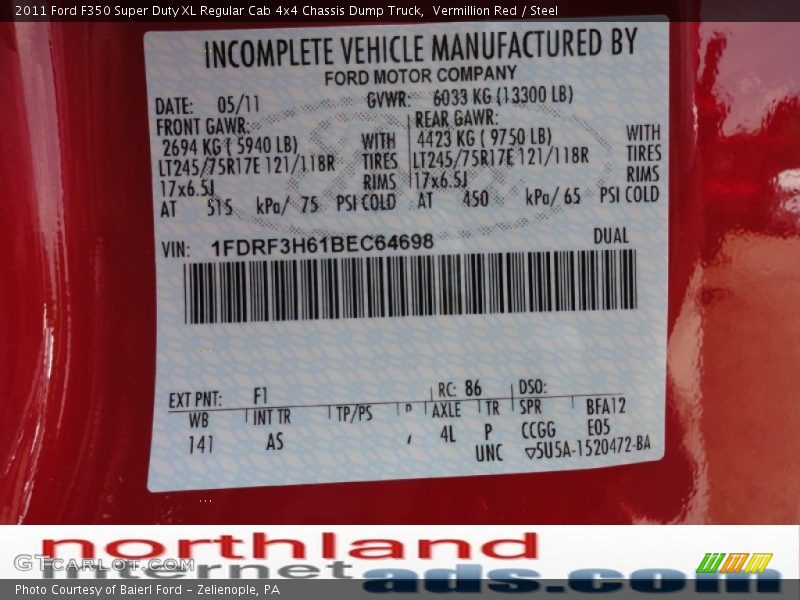 2011 Ford F350 Super Duty XL Regular Cab 4x4 Chassis Dump Truck, Vermillion Red / Steel
INCOMPLETE VEHICLE MANUFACTURED BY
FORD MOTOR COMPANY
DATE: 05/11 GVWR: 6033 KG (13300 LB)
FRONT GAWR: REAR GAWR:
2694 KG ( 5940 LB) WITH 4423 KG ( 9750 LB) WITH
LT245/75R17E 121/118R TIRES LT245/75R17E 121/118R TIRES
17x6.5J RIMS 17x6.5J RIMS
AT 515 kPa/ 75 PSI COLD AT 450 kPa/ 65 PSI COLD
VIN: 1FDRF3H61BEC64698 DUAL
EXT PNT: F1 RC: 86 DSO:
WB INT TR TP/PS R AXLE TR SPR BFA12
141 AS 4L P CCGG E05
UNC ▽5U5A-1520472-BA
northland
internet ads.com
GTCARLOT.COM
Photo Courtesy of Baierl Ford - Zelienople, PA